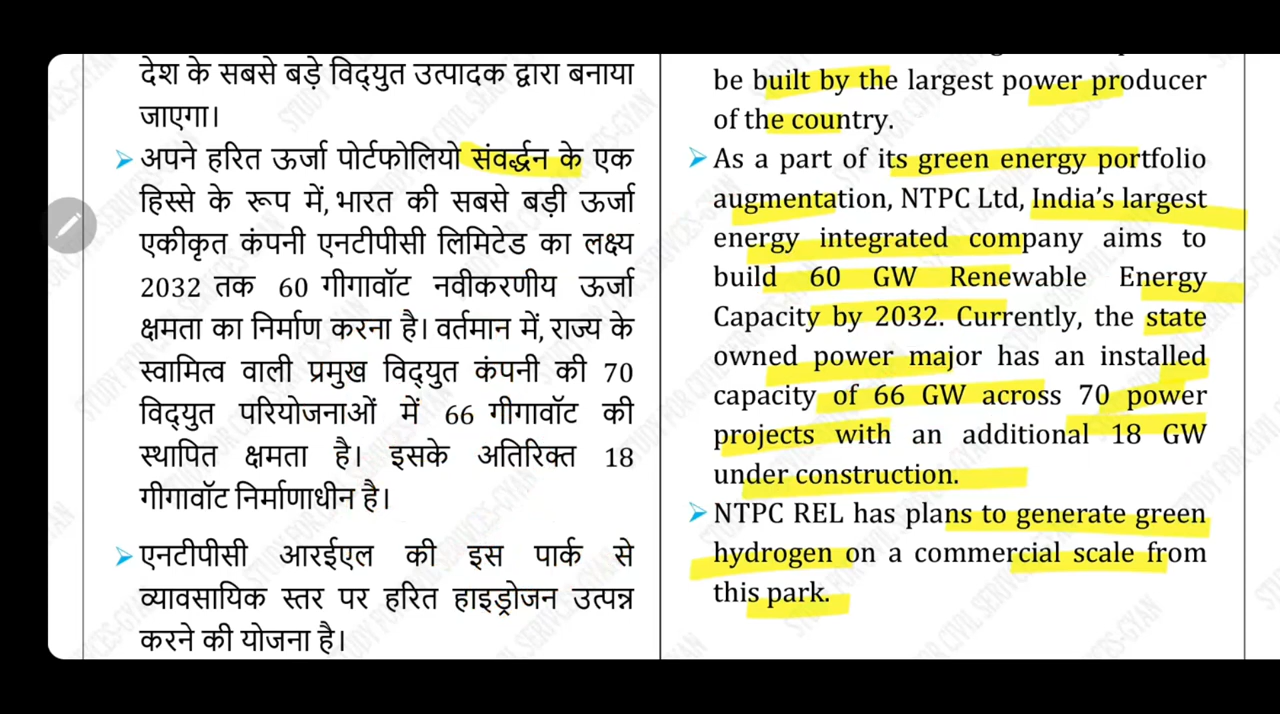 देश के सबसे बड़े विद्युत उत्पादक द्वारा बनाया
जाएगा।
➤ अपने हरित ऊर्जा पोर्टफोलियो संवर्द्धन के एक
हिस्से के रूप में, भारत की सबसे बड़ी ऊर्जा
एकीकृत कंपनी एनटीपीसी लिमिटेड का लक्ष्य
2032 तक 60 गीगावॉट नवीकरणीय ऊर्जा
क्षमता का निर्माण करना है। वर्तमान में, राज्य के
स्वामित्व वाली प्रमुख विद्युत कंपनी की 70
विद्युत परियोजनाओं में 66 गीगावॉट की
स्थापित क्षमता है। इसके अतिरिक्त 18
गीगावॉट निर्माणाधीन है।
➤ एनटीपीसी आरईएल की इस पार्क से
व्यावसायिक स्तर पर हरित हाइड्रोजन उत्पन्न
करने की योजना है।
be built by the largest power producer
of the country.
➤ As a part of its green energy portfolio
augmentation, NTPC Ltd, India’s largest
energy integrated company aims to
build 60 GW Renewable Energy
Capacity by 2032. Currently, the state
owned power major has an installed
capacity of 66 GW across 70 power
projects with an additional 18 GW
under construction.
➤ NTPC REL has plans to generate green
hydrogen on a commercial scale from
this park.